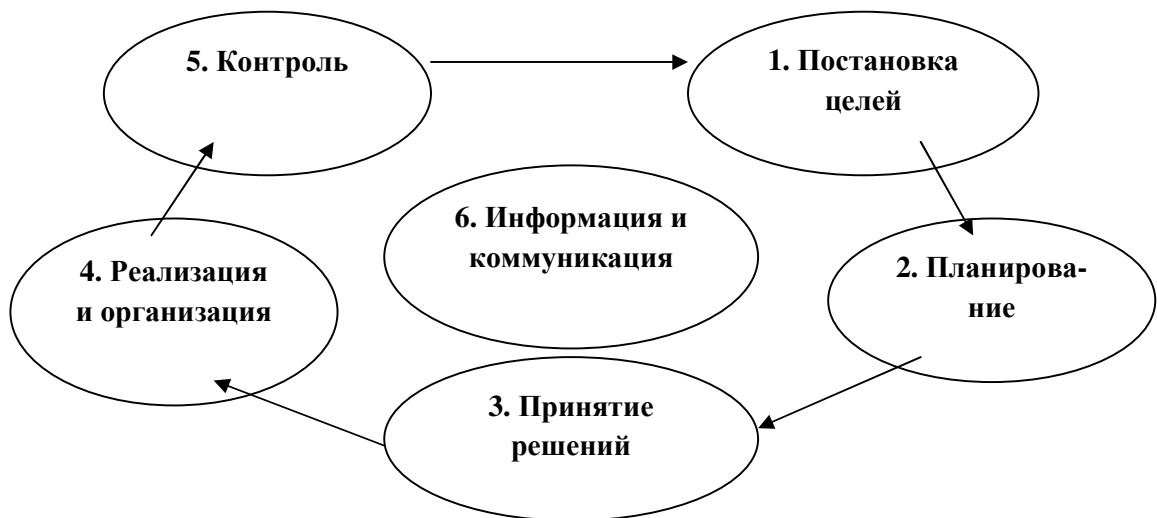 5. Контроль
1. Постановка
целей
6. Информация и
коммуникация
4. Реализация
и организация
2. Планирова-
ние
3. Принятие
решений